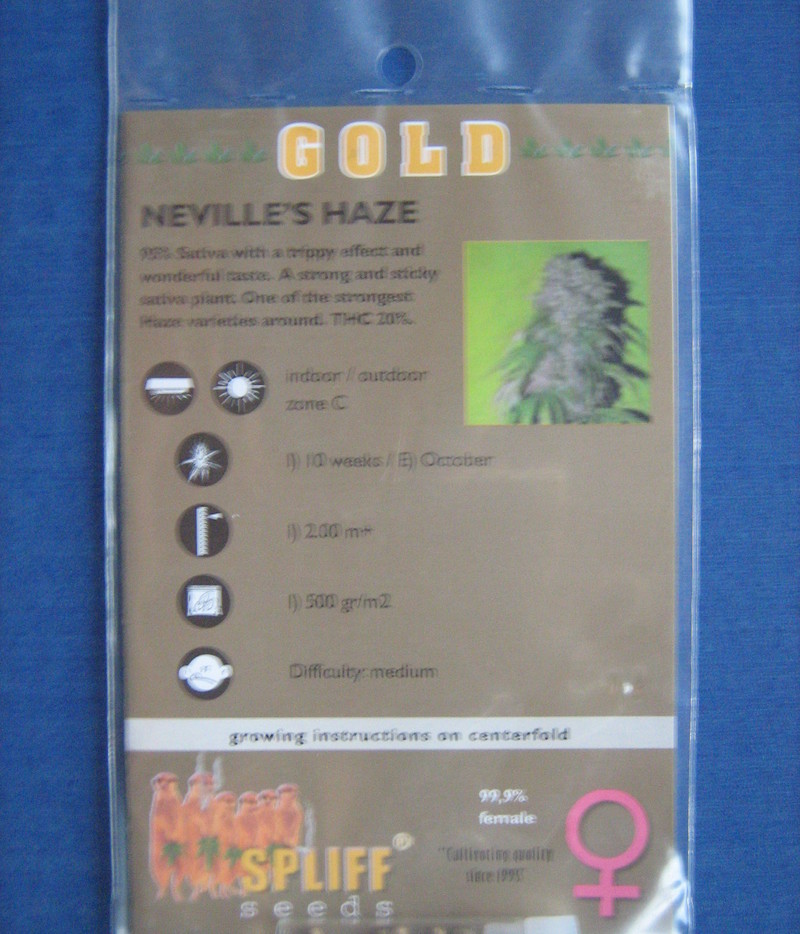 GOLD
NEVILLE'S HAZE
95% Sativa with a trippy effect and
wonderful taste. A strong and sticky
sativa plant. One of the strongest
Haze varieties around. THC 20%.
indoor / outdoor
zone C
I) 10 weeks / E) October
I) 2.00 m+
I) 500 gr/m2
Difficulty: medium
growing instructions on centerfold
99,9%
female
SPLIFF®
seeds
"Cultivating quality
since 1995"